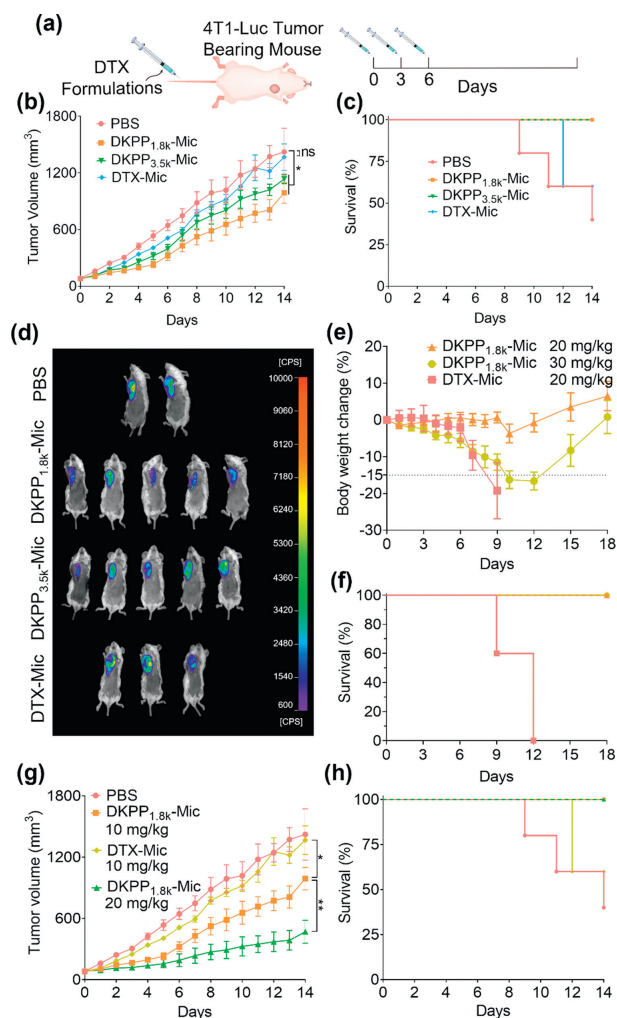 (a)
4T1-Luc Tumor
Bearing Mouse
DTX
Formulations
0 3 6
Days
(b)
1800
1200
600
0
Tumor Volume (mm³)
PBS
DKPP1.8k-Mic
DKPP3.5k-Mic
DTX-Mic
ns
*
0 2 4 6 8 10 12 14
Days
(c)
100
75
50
25
0
Survival (%)
PBS
DKPP1.8k-Mic
DKPP3.5k-Mic
DTX-Mic
0 2 4 6 8 10 12 14
Days
(d)
PBS
DKPP1.8k-Mic
DKPP3.5k-Mic
DTX-Mic
[CPS]
10000
9060
8120
7180
6240
5300
4360
3420
2480
1540
600
[CPS]
(e)
DKPP1.8k-Mic 20 mg/kg
DKPP1.8k-Mic 30 mg/kg
DTX-Mic 20 mg/kg
20
10
0
-10
-15
-20
-30
Body weight change (%)
0 3 6 9 12 15 18
Days
(f)
100
80
60
40
20
0
Survival (%)
0 3 6 9 12 15 18
Days
(g)
1800
1200
600
0
Tumor volume (mm³)
PBS
DKPP1.8k-Mic
10 mg/kg
DTX-Mic
10 mg/kg
DKPP1.8k-Mic
20 mg/kg
*
**
0 2 4 6 8 10 12 14
Days
(h)
100
80
60
40
20
0
Survival (%)
0 2 4 6 8 10 12 14
Days